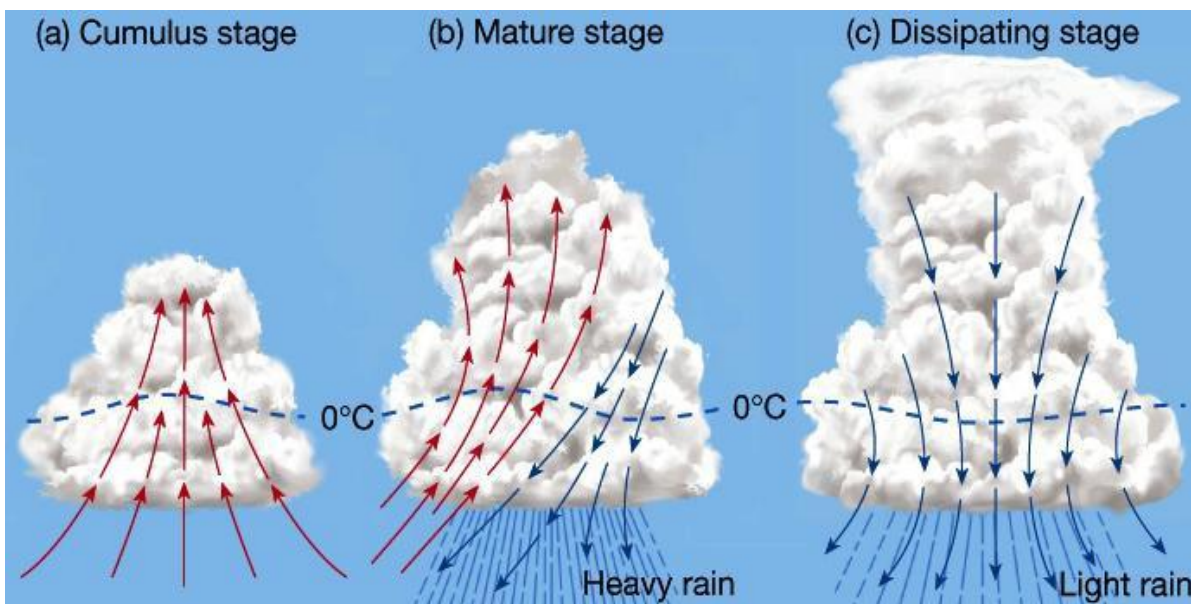 (a) Cumulus stage
(b) Mature stage
(c) Dissipating stage
0°C
0°C
Heavy rain
Light rain